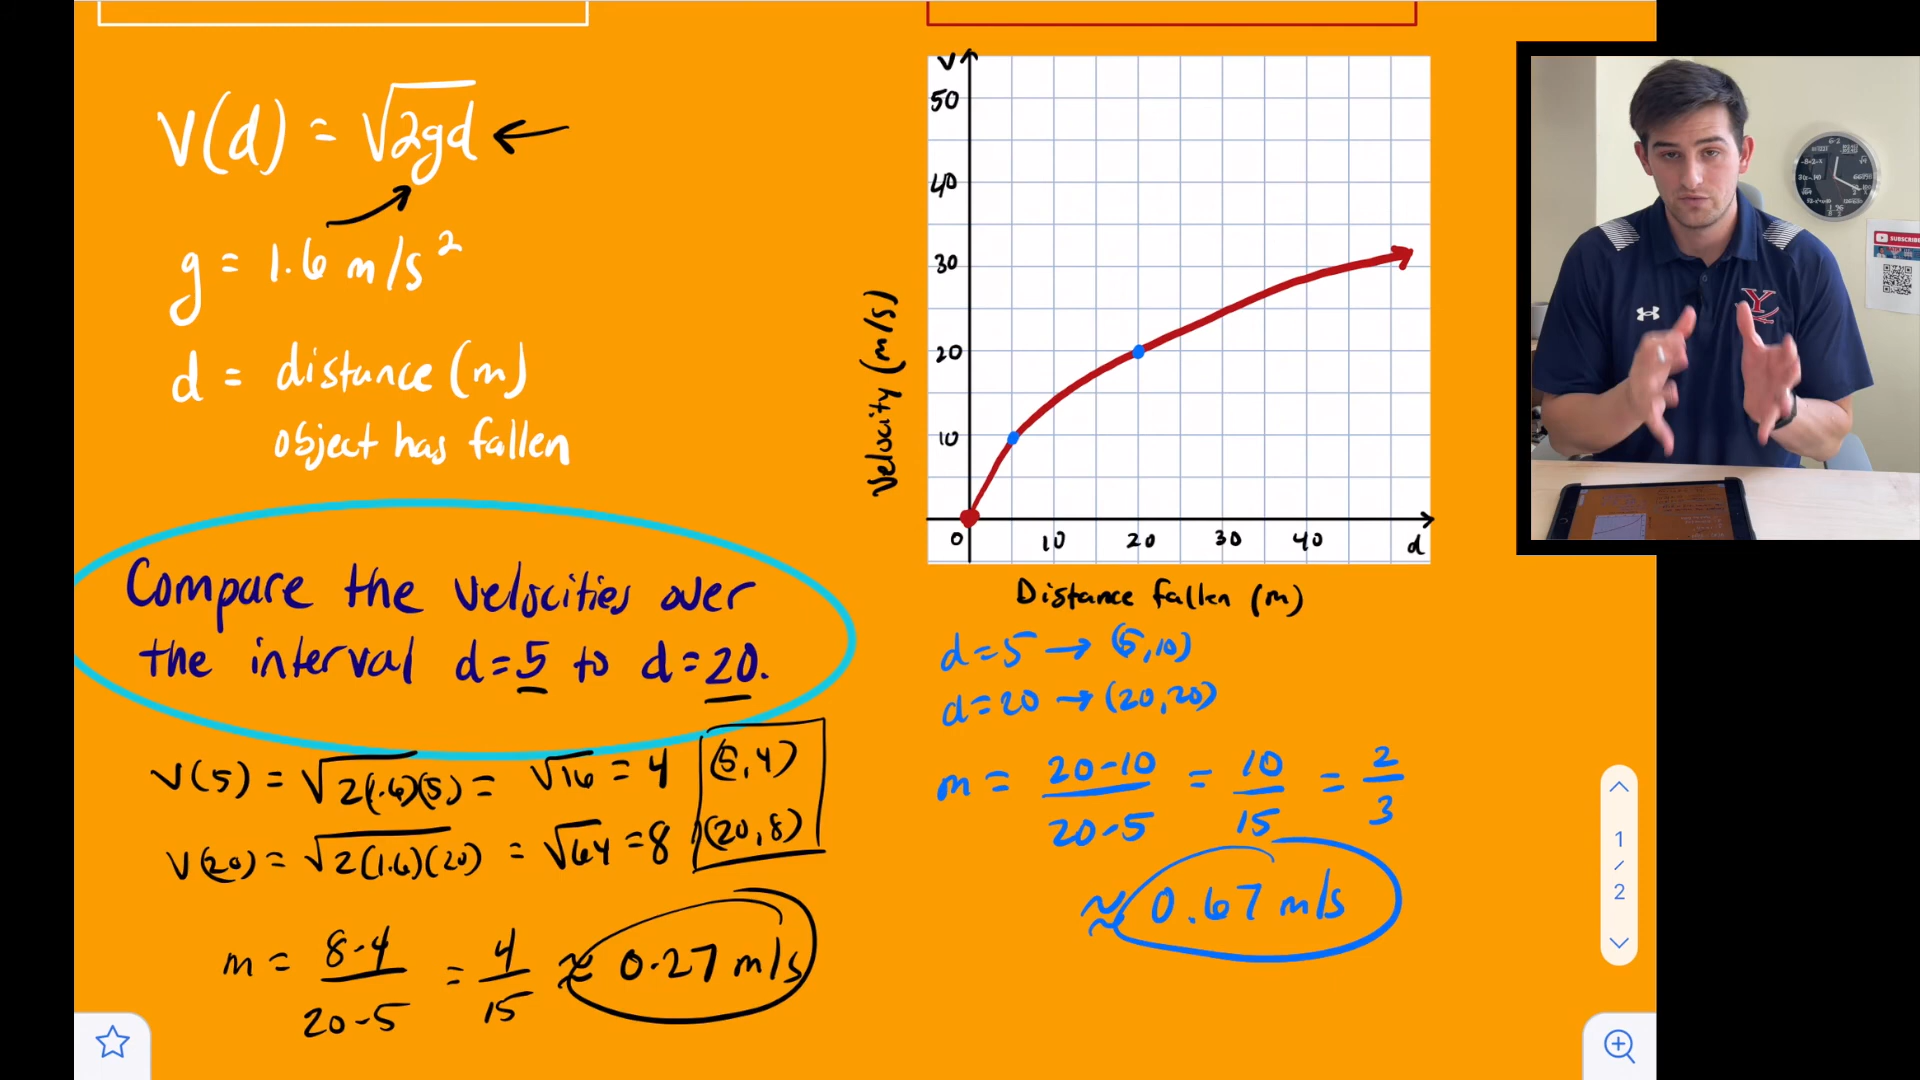 V(d) = √2gd ←
g = 1.6 m/s²
d = distance (m)
object has fallen
Compare the velocities over
the interval d=5 to d=20.
V(5) = √2(1.6)(5) = √16 = 4 (5,4)
V(20) = √2(1.6)(20) = √64 = 8 (20,8)
m = 8-4/20-5 = 4/15 ≈ 0.27 m/s
V
50
40
30
20
10
0 10 20 30 40 d
Velocity (m/s)
Distance fallen (m)
d=5 → (5,10)
d=20 → (20,20)
m = 20-10/20-5 = 10/15 = 2/3
≈ 0.67 m/s
SUBSCRIBE
Y
1
/
2